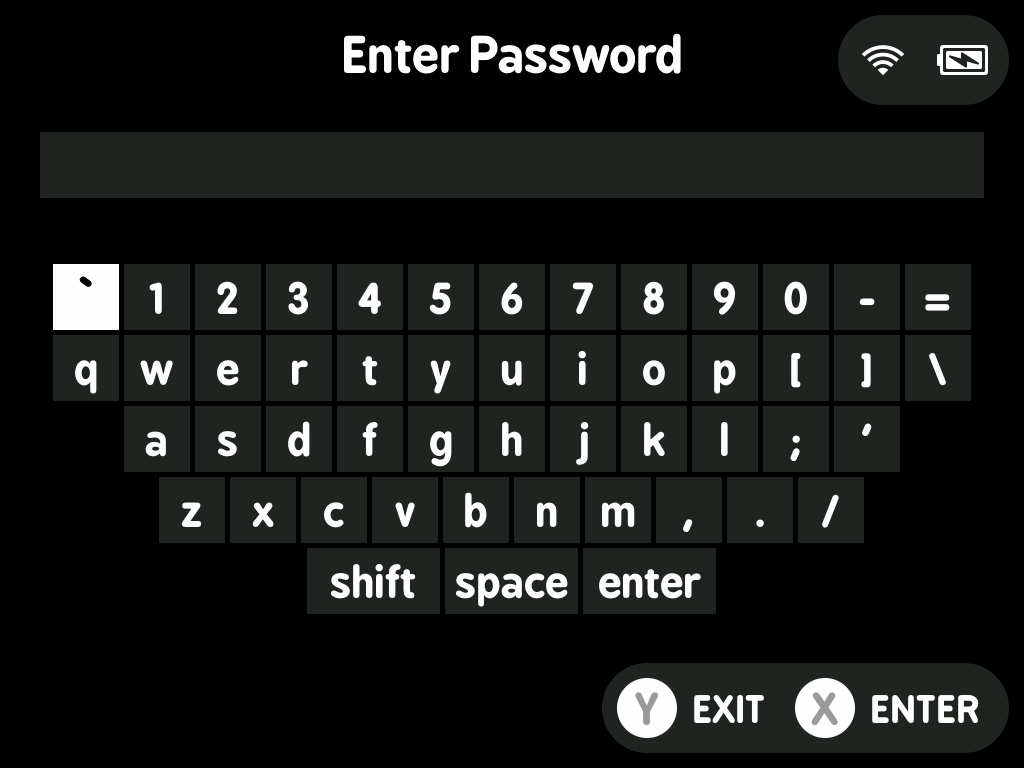 Enter Password
` 1 2 3 4 5 6 7 8 9 0 - =
q w e r t y u i o p [ ] \
a s d f g h j k l ; '
z x c v b n m , . /
shift space enter
Y EXIT X ENTER